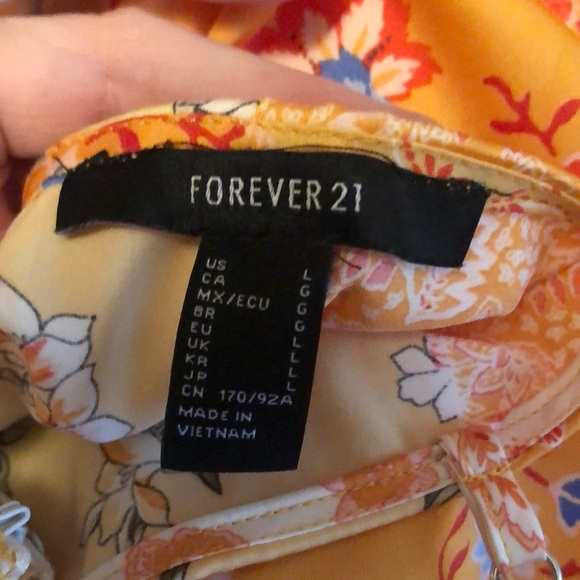 FOREVER 21
US L
CA G
MX/ECU G
BR G
EU L
UK L
KR L
JP L
CN 170/92A
MADE IN
VIETNAM